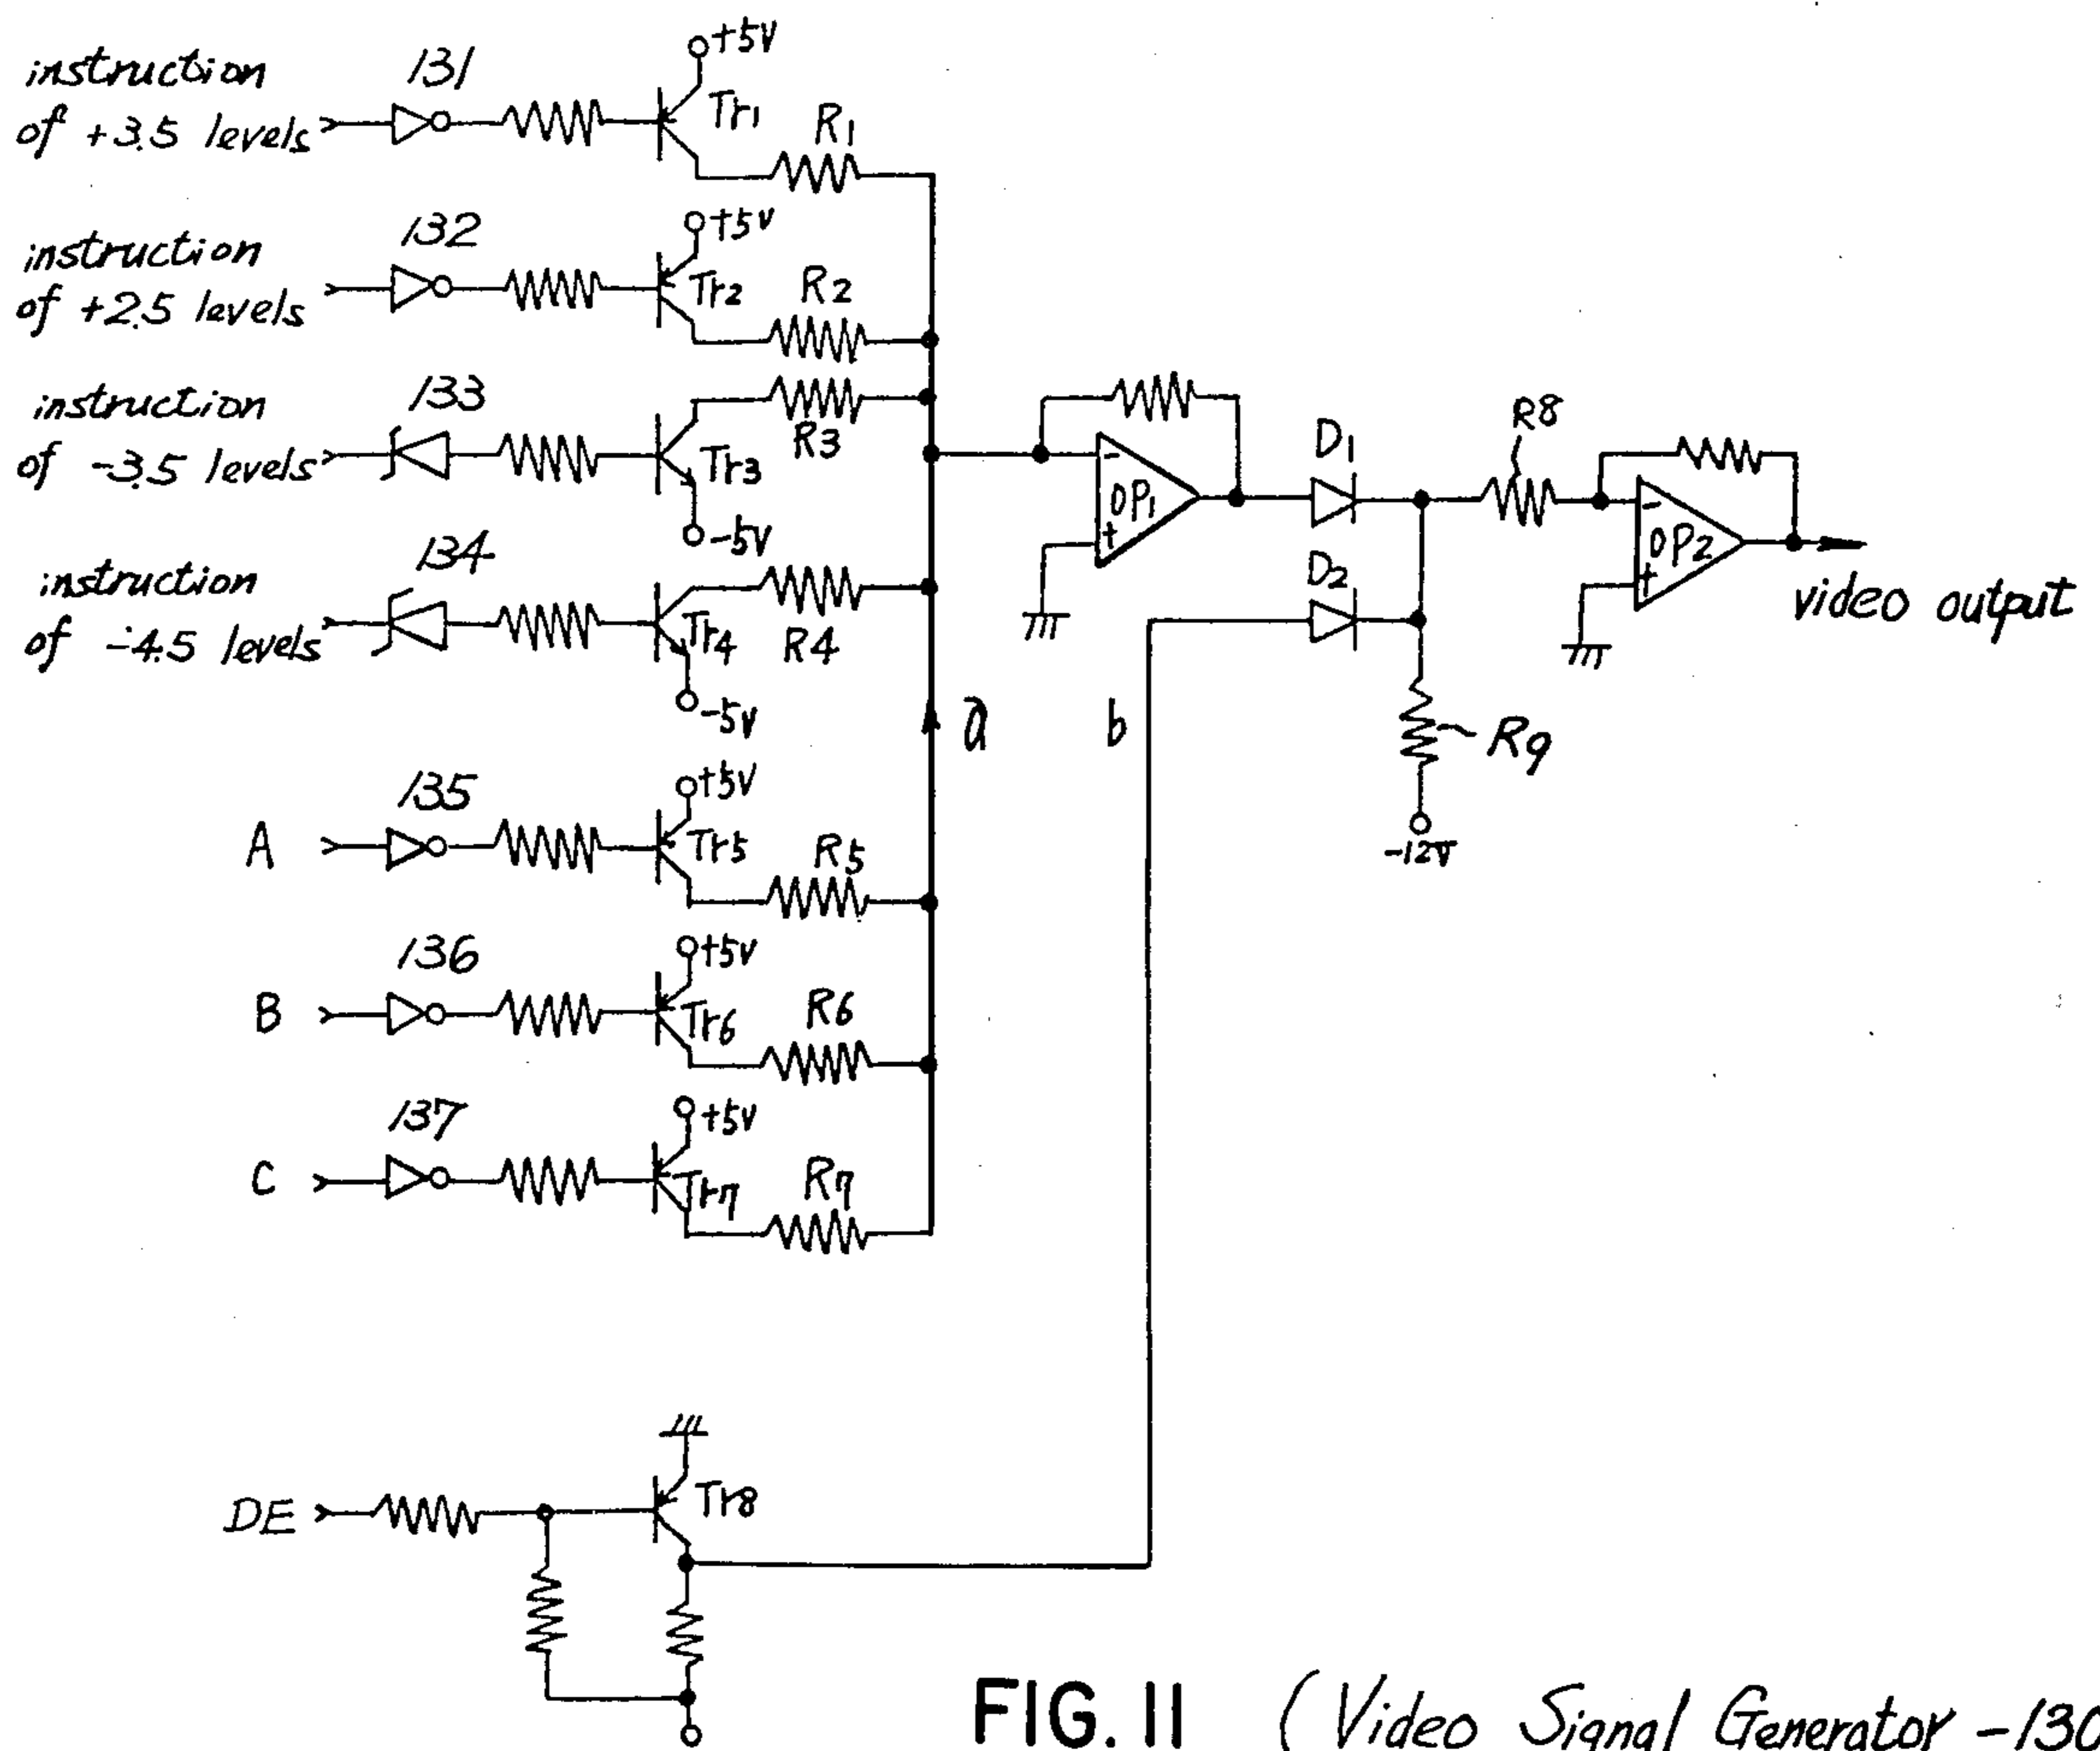 instruction
of +3.5 levels
131
+5V
Tr1
R1
instruction
of +2.5 levels
132
+5V
Tr2
R2
instruction
of -3.5 levels
133
Tr3
R3
-5V
instruction
of -4.5 levels
134
Tr4
R4
-5V
a
b
OP1
-
+
D1
D2
R8
R9
-12V
OP2
-
+
video output
A
135
+5V
Tr5
R5
B
136
+5V
Tr6
R6
C
137
+5V
Tr7
R7
DE
Tr8
FIG. 11 (Video Signal Generator -130